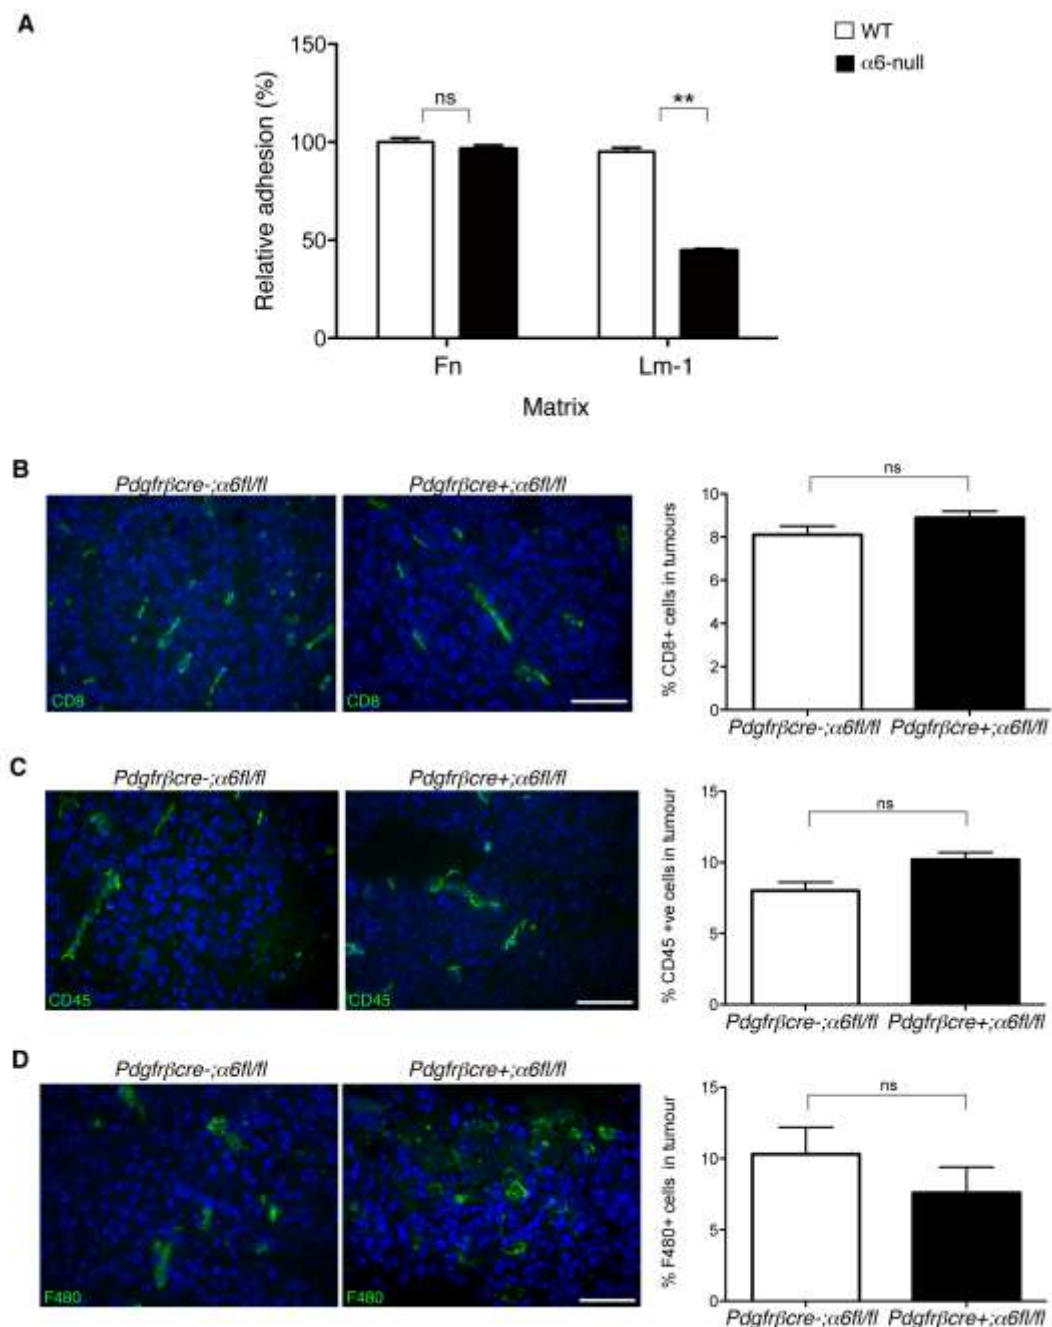 A
WT
α6-null
150
100
50
0
Relative adhesion (%)
ns
**
Fn
Lm-1
Matrix
B
Pdgfrβcre-;α6fl/fl
Pdgfrβcre+;α6fl/fl
CD8
10
8
6
4
2
0
% CD8+ cells in tumours
ns
Pdgfrβcre-;α6fl/fl
Pdgfrβcre+;α6fl/fl
C
Pdgfrβcre-;α6fl/fl
Pdgfrβcre+;α6fl/fl
CD45
CD45
15
10
5
0
% CD45 +ve cells in tumour
ns
Pdgfrβcre-;α6fl/fl
Pdgfrβcre+;α6fl/fl
D
Pdgfrβcre-;α6fl/fl
Pdgfrβcre+;α6fl/fl
F480
F480
15
10
5
0
% F480+ cells in tumour
ns
Pdgfrβcre-;α6fl/fl
Pdgfrβcre+;α6fl/fl